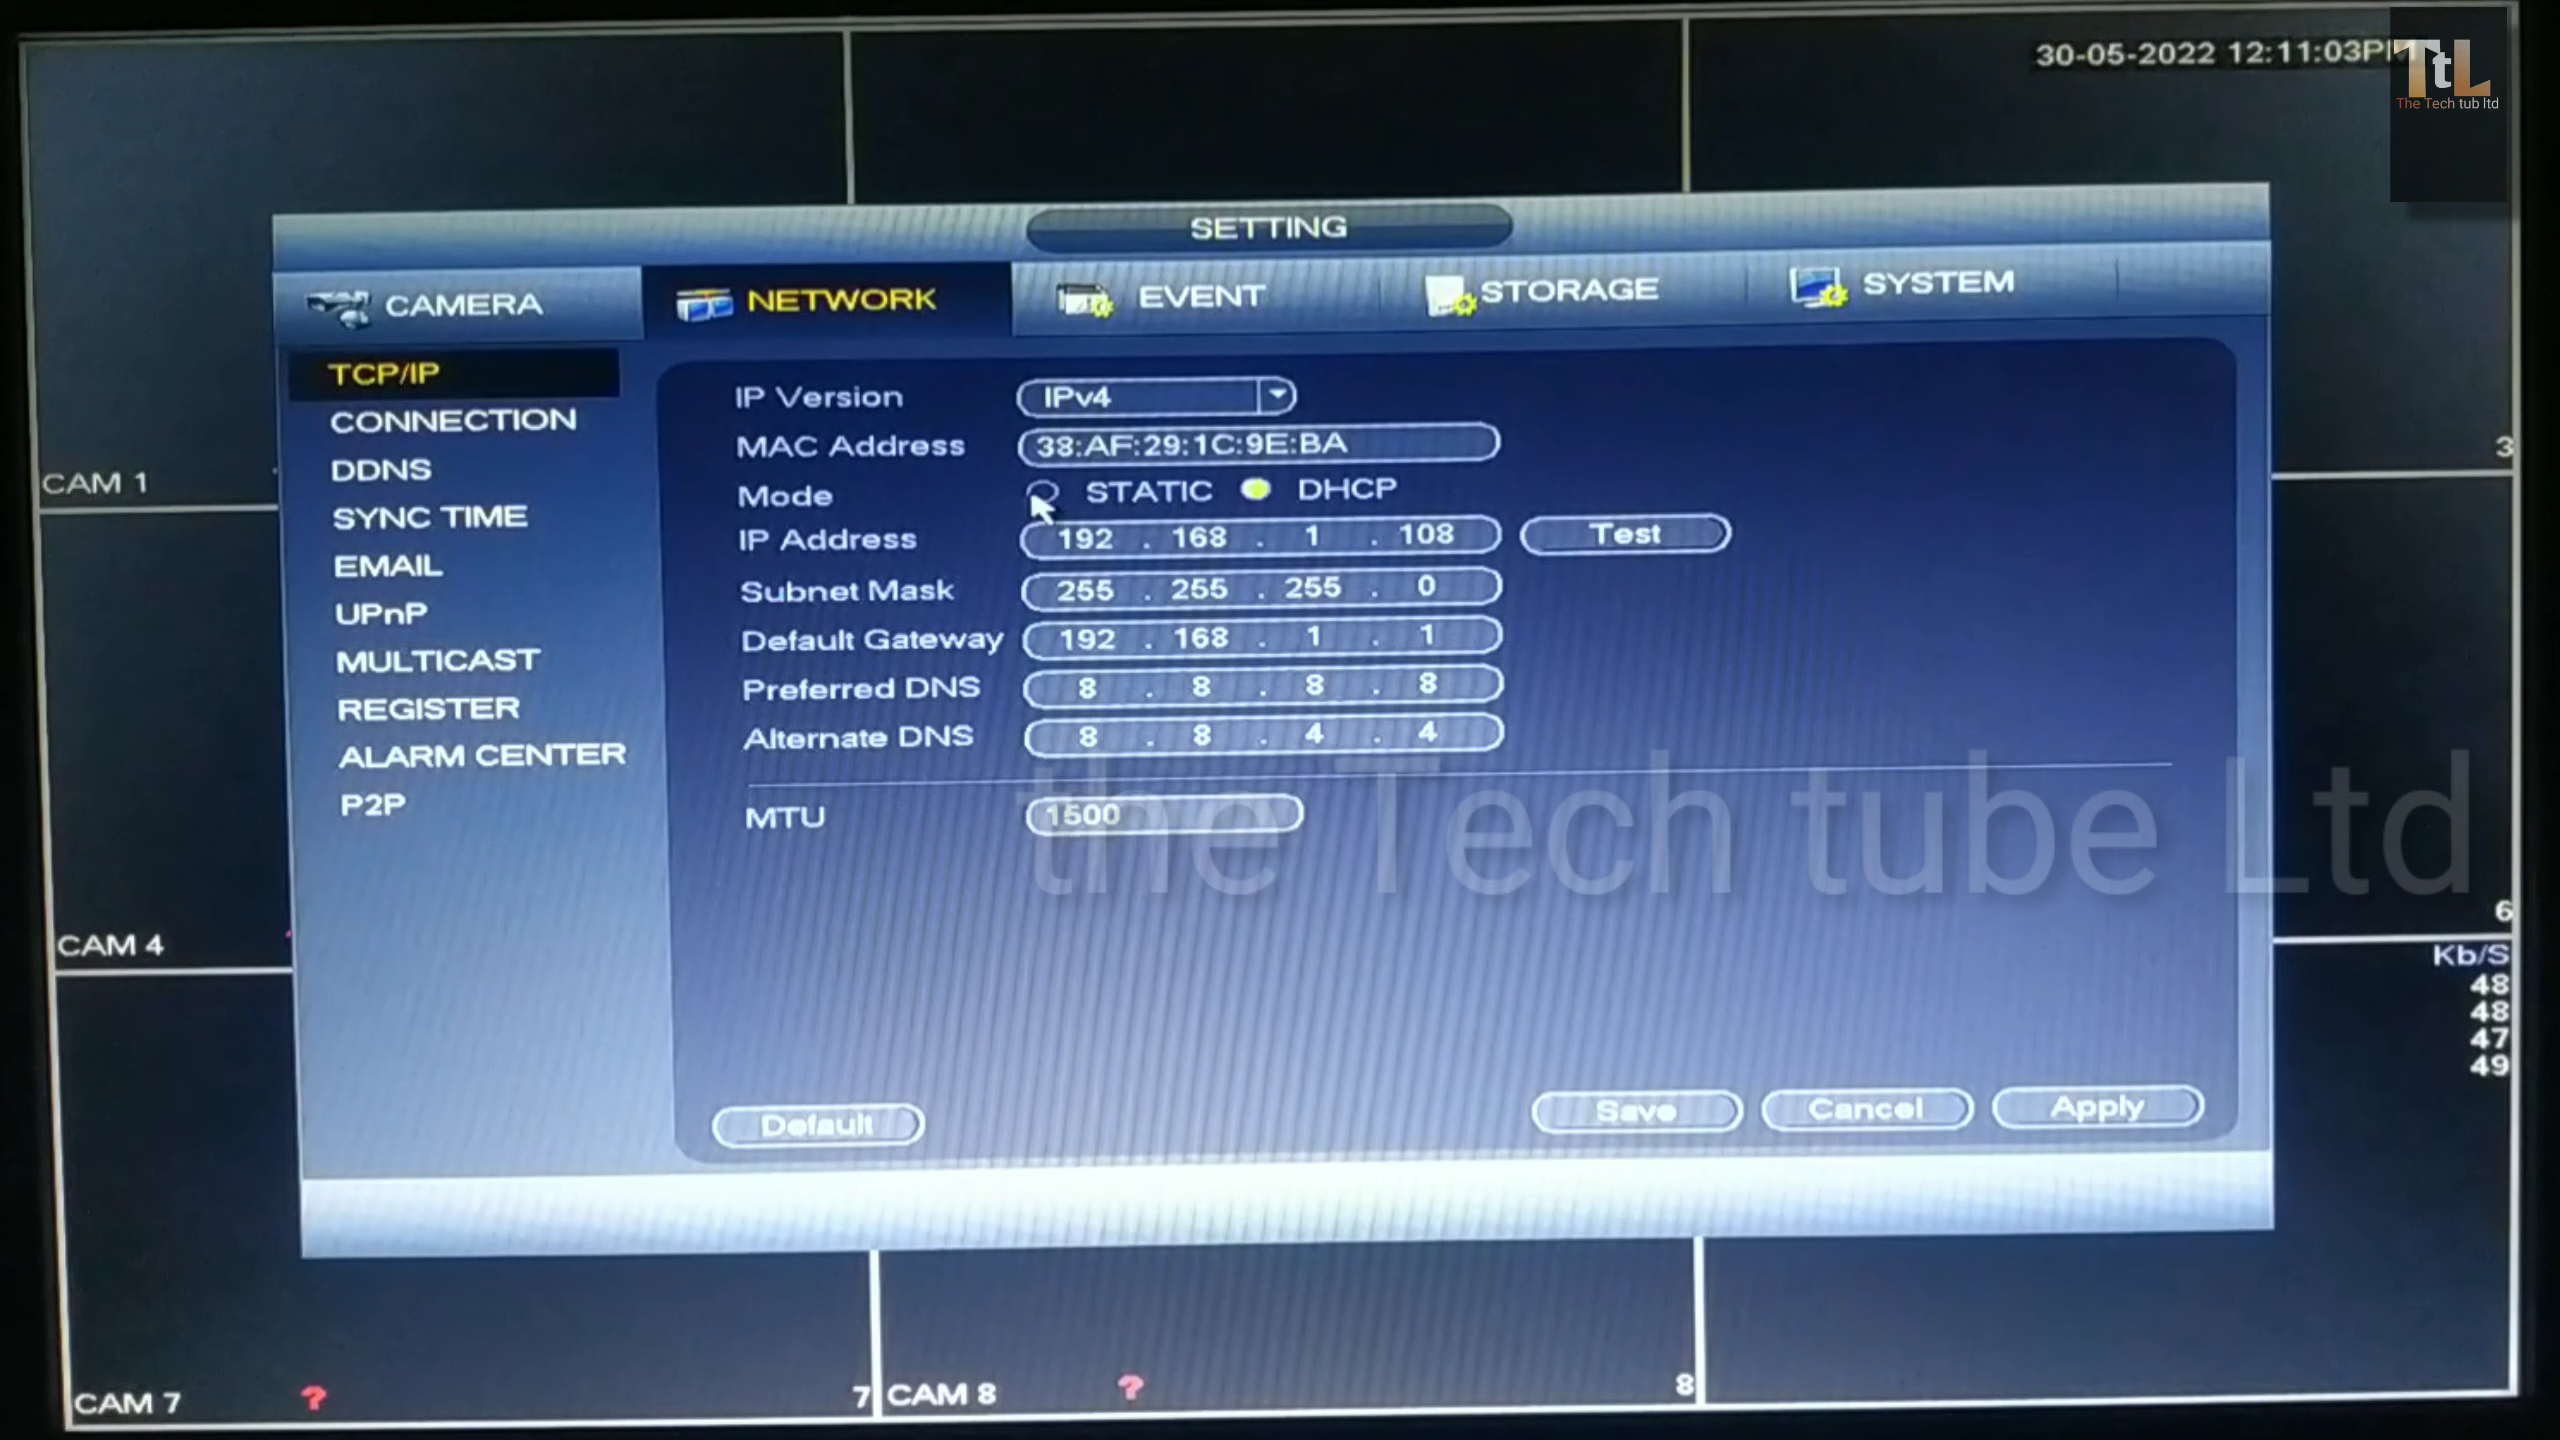 30-05-2022 12:11:03PM
TtL
The Tech tub ltd
SETTING
CAMERA NETWORK EVENT STORAGE SYSTEM
TCP/IP
CONNECTION
DDNS
SYNC TIME
EMAIL
UPnP
MULTICAST
REGISTER
ALARM CENTER
P2P
IP Version IPv4
MAC Address 38:AF:29:1C:9E:BA
Mode STATIC DHCP
IP Address 192 . 168 . 1 . 108 Test
Subnet Mask 255 . 255 . 255 . 0
Default Gateway 192 . 168 . 1 . 1
Preferred DNS 8 . 8 . 8 . 8
Alternate DNS 8 . 8 . 4 . 4
MTU 1500
the Tech tube Ltd
Default Save Cancel Apply
CAM 1 3
CAM 4 6
Kb/S
48
48
47
49
CAM 7 ? 7 CAM 8 ? 8